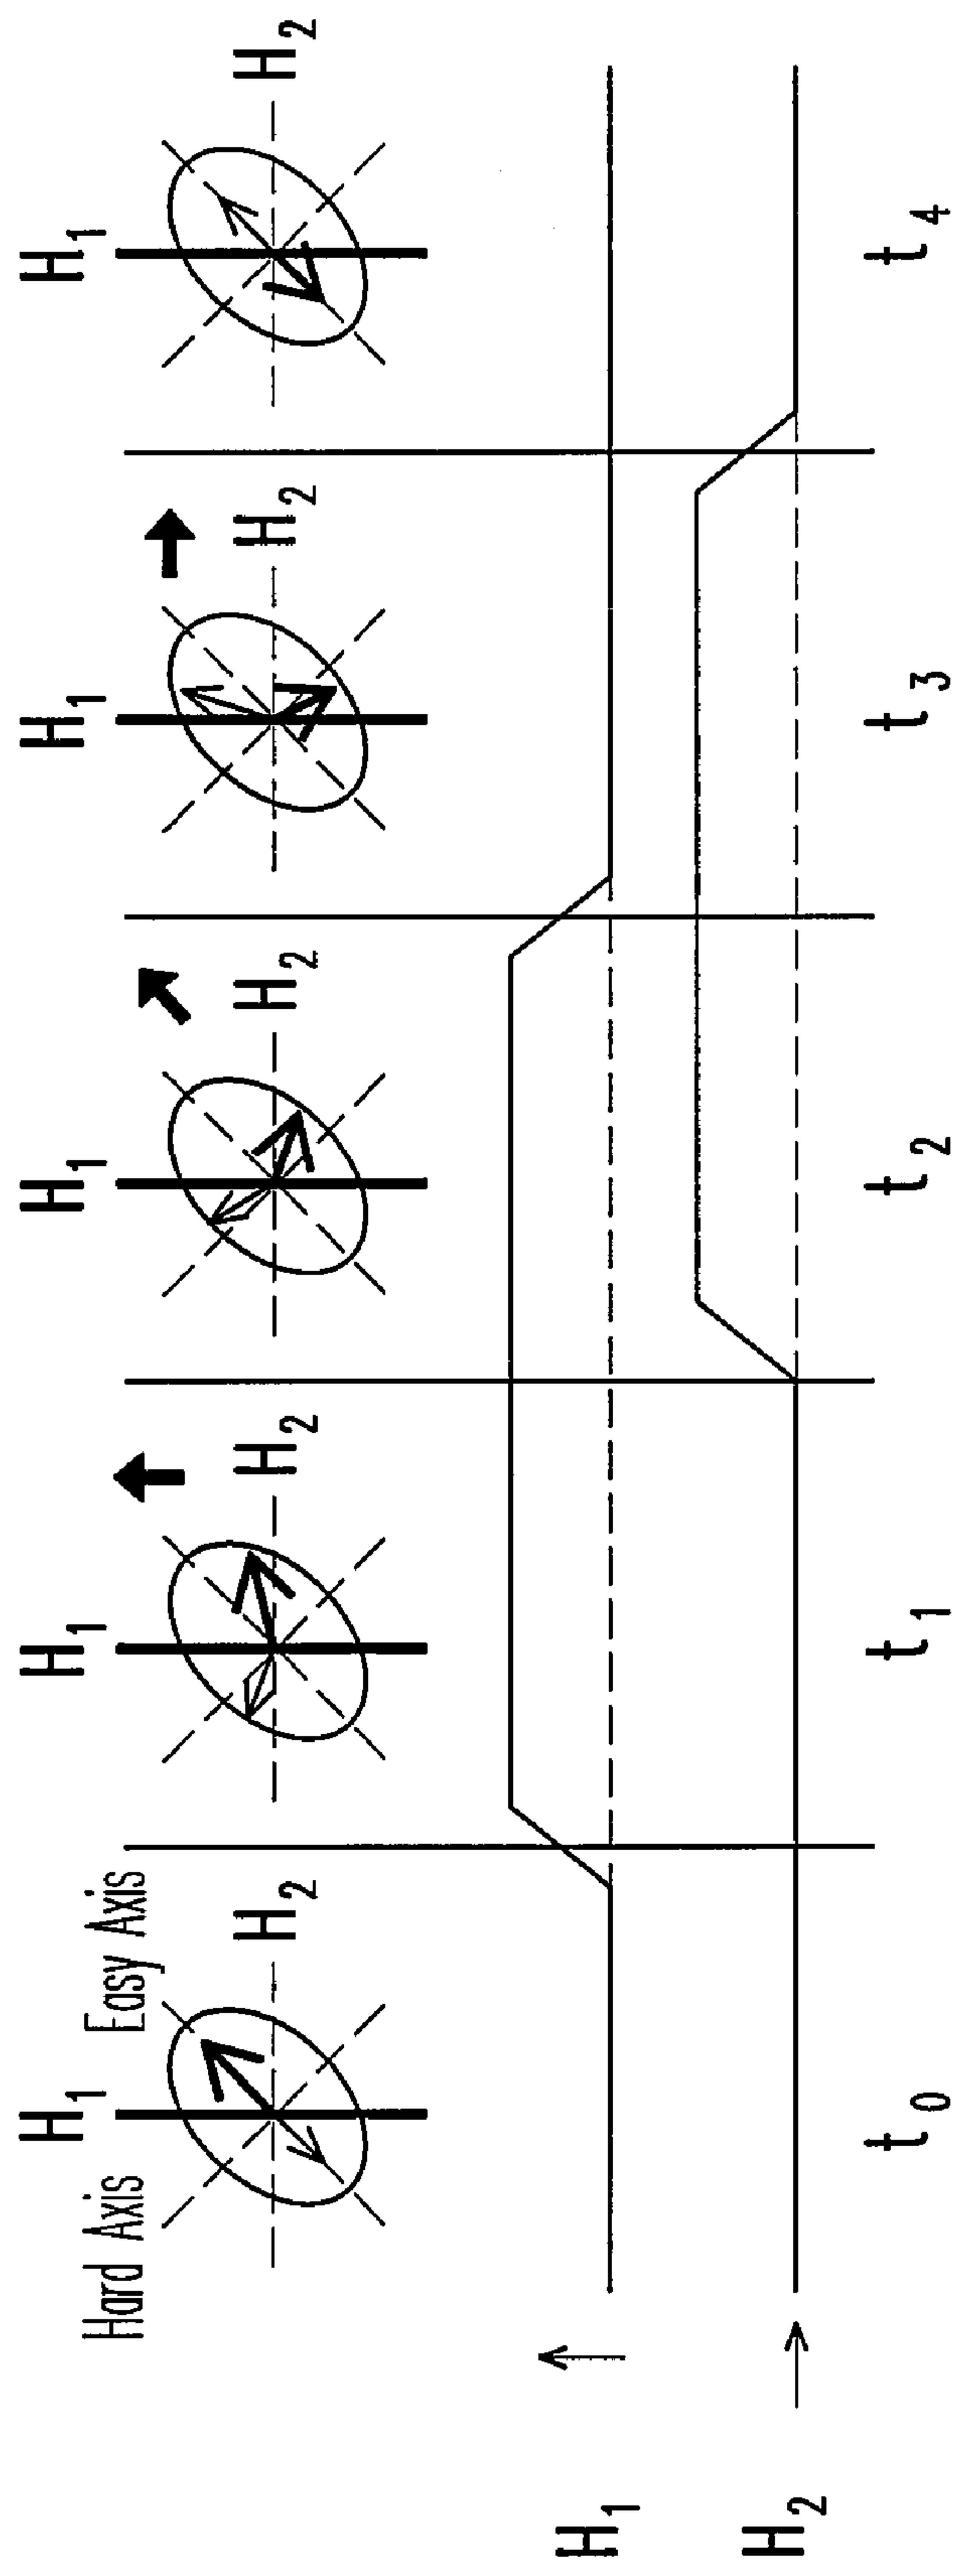 H1 H1 H1 H1 H1
Hard Axis Easy Axis
H2 H2 H2 H2 H2
H1
H2
t0 t1 t2 t3 t4